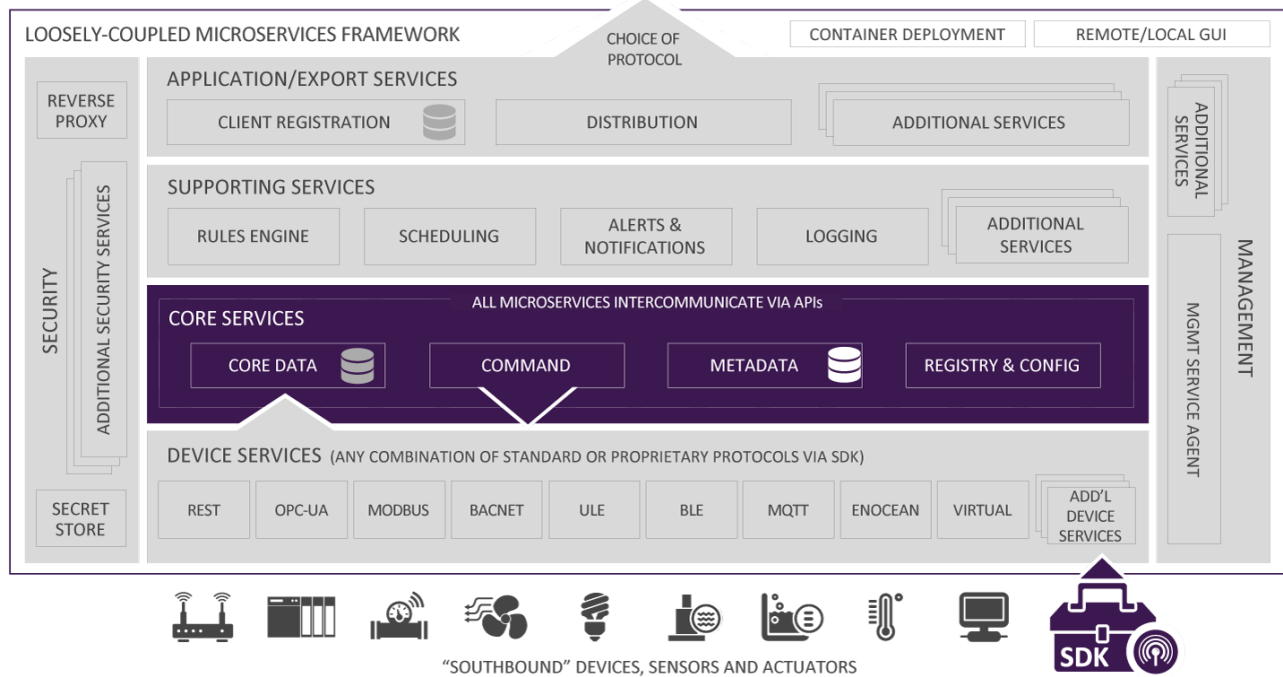 LOOSELY-COUPLED MICROSERVICES FRAMEWORK
CHOICE OF
PROTOCOL
CONTAINER DEPLOYMENT
REMOTE/LOCAL GUI
REVERSE
PROXY
SECURITY
ADDITIONAL SECURITY SERVICES
SECRET
STORE
APPLICATION/EXPORT SERVICES
CLIENT REGISTRATION
DISTRIBUTION
ADDITIONAL SERVICES
SUPPORTING SERVICES
RULES ENGINE
SCHEDULING
ALERTS &
NOTIFICATIONS
LOGGING
ADDITIONAL
SERVICES
ALL MICROSERVICES INTERCOMMUNICATE VIA APIs
CORE SERVICES
CORE DATA
COMMAND
METADATA
REGISTRY & CONFIG
DEVICE SERVICES (ANY COMBINATION OF STANDARD OR PROPRIETARY PROTOCOLS VIA SDK)
REST
OPC-UA
MODBUS
BACNET
ULE
BLE
MQTT
ENOCEAN
VIRTUAL
ADD'L
DEVICE
SERVICES
ADDITIONAL
SERVICES
MANAGEMENT
MGMT SERVICE AGENT
SDK
“SOUTHBOUND” DEVICES, SENSORS AND ACTUATORS